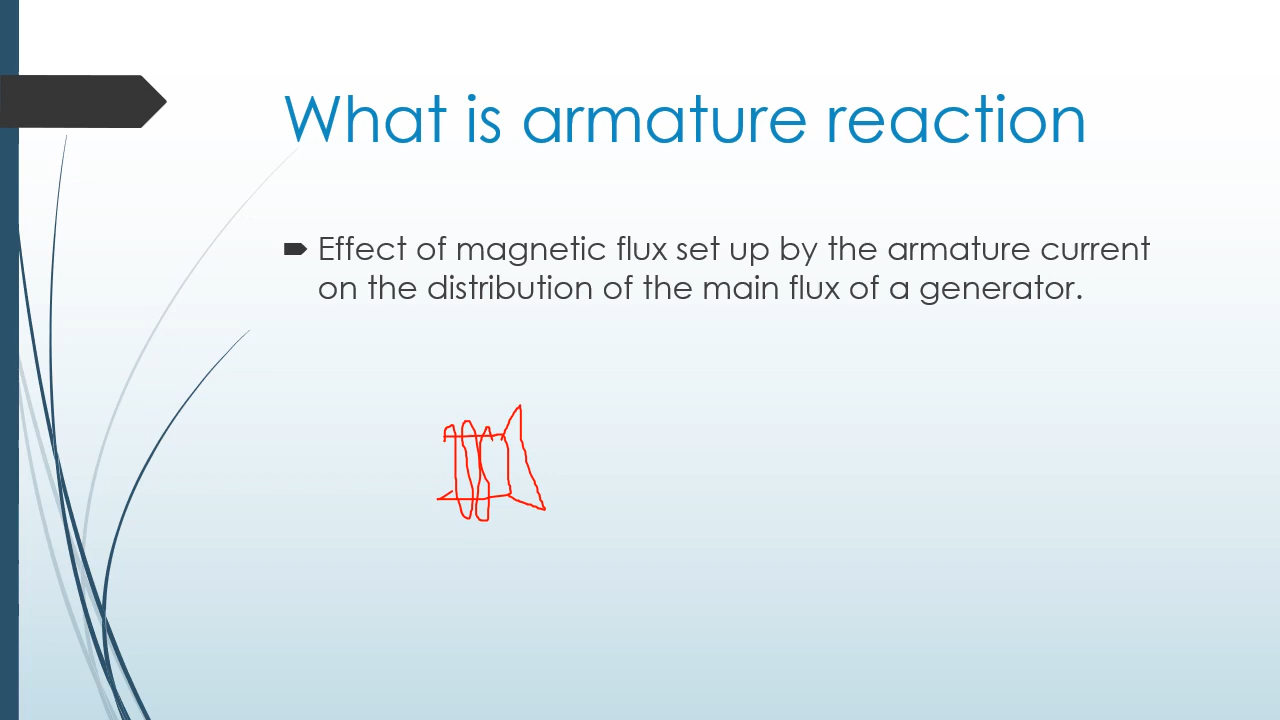 What is armature reaction
Effect of magnetic flux set up by the armature current
on the distribution of the main flux of a generator.